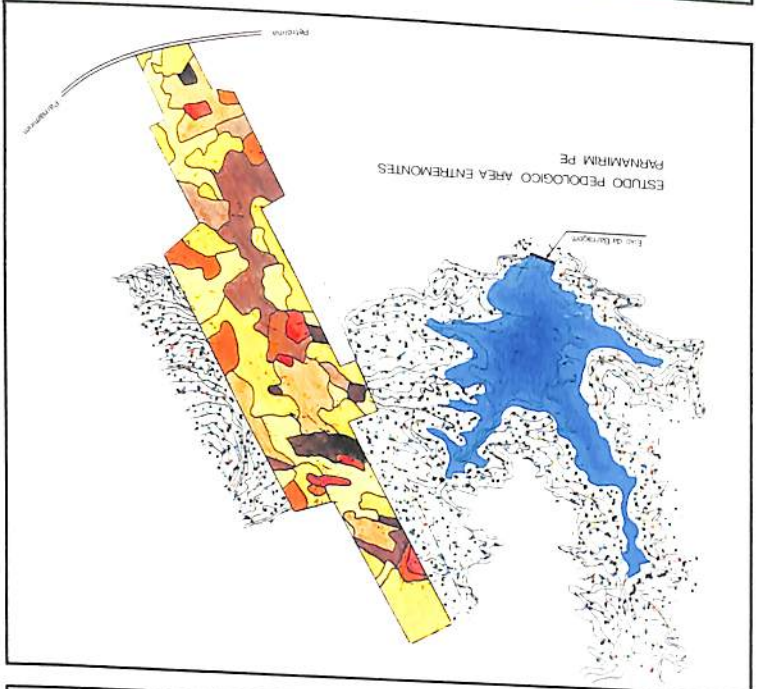 ESTUDO PEDOLOGICO AREA ENTREMONTES
PARNAMIRIM PE
Eixo da Barragem
Petrolina
Parnamirim